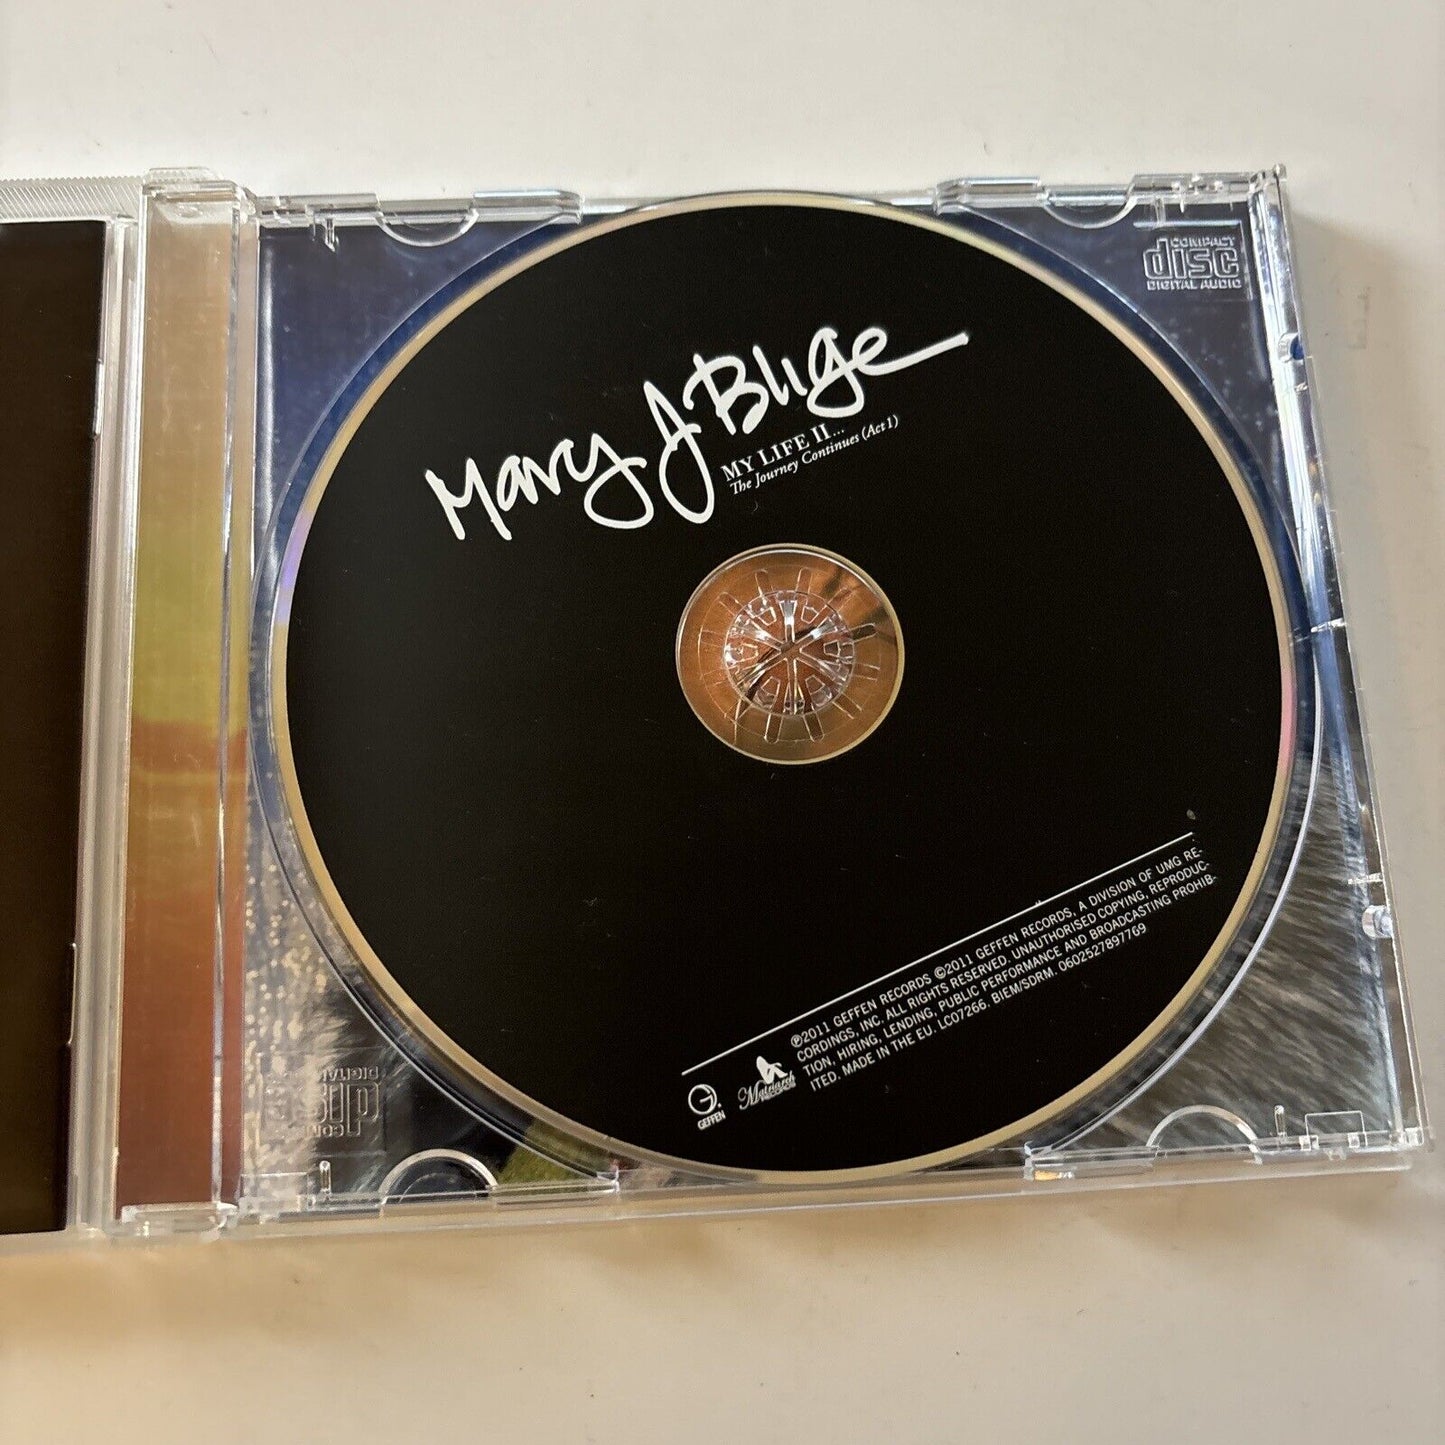 COMPACT
disc
DIGITAL AUDIO
Mary J Blige
MY LIFE II...
The Journey Continues (Act 1)
℗2011 GEFFEN RECORDS ©2011 GEFFEN RECORDS, A DIVISION OF UMG RE-
CORDINGS, INC. ALL RIGHTS RESERVED. UNAUTHORISED COPYING, REPRODUC-
TION, HIRING, LENDING, PUBLIC PERFORMANCE AND BROADCASTING PROHIB-
ITED. MADE IN THE EU. LC07266. BIEM/SDRM. 0602527897769
GEFFEN
Matriarch